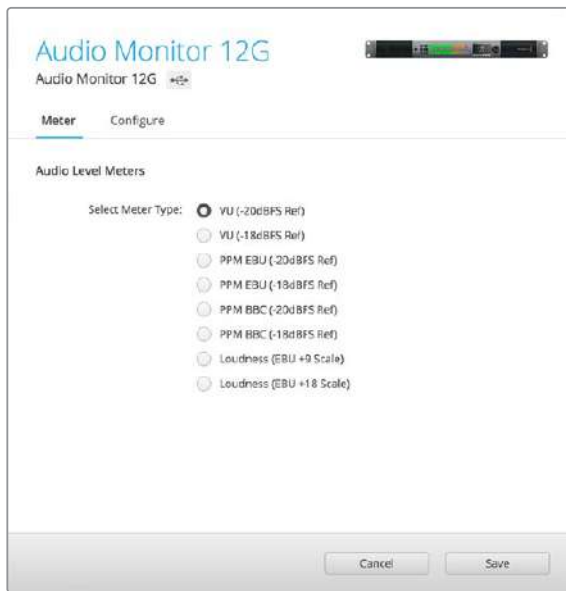 Audio Monitor 12G
Audio Monitor 12G
Meter Configure
Audio Level Meters
Select Meter Type: VU (-20dBFS Ref)
VU (-18dBFS Ref)
PPM EBU (-20dBFS Ref)
PPM EBU (-18dBFS Ref)
PPM BBC (-20dBFS Ref)
PPM BBC (-18dBFS Ref)
Loudness (EBU +9 Scale)
Loudness (EBU +18 Scale)
Cancel Save